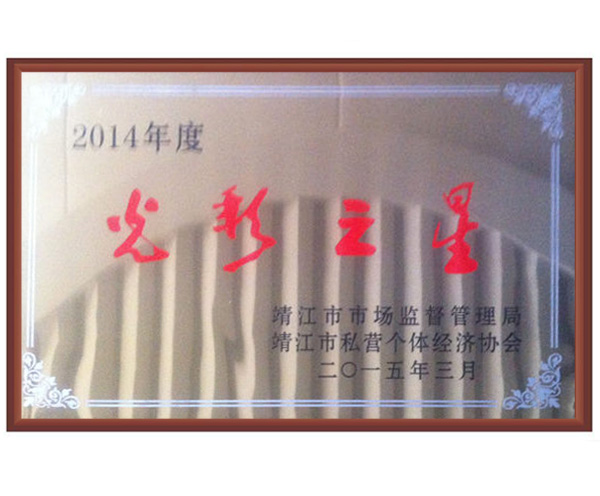 2014年度
光彩之星
靖江市市场监督管理局
靖江市私营个体经济协会
二〇一五年三月